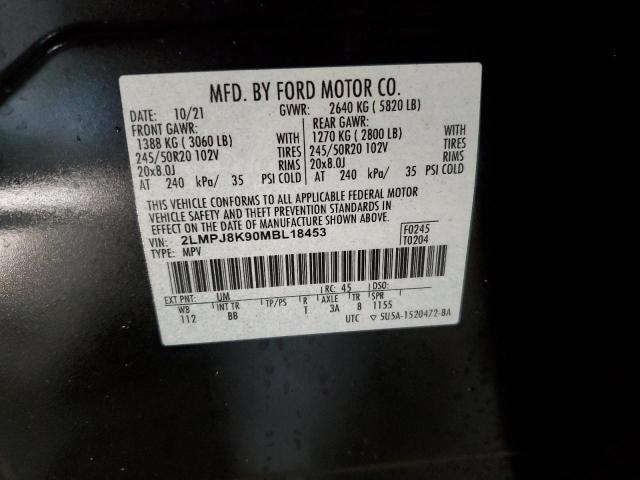 MFD. BY FORD MOTOR CO.
DATE: 10/21 GVWR: 2640 KG ( 5820 LB)
FRONT GAWR: REAR GAWR:
1388 KG ( 3060 LB) WITH 1270 KG ( 2800 LB) WITH
245/50R20 102V TIRES 245/50R20 102V TIRES
20x8.0J RIMS 20x8.0J RIMS
AT 240 kPa/ 35 PSI COLD AT 240 kPa/ 35 PSI COLD
THIS VEHICLE CONFORMS TO ALL APPLICABLE FEDERAL MOTOR
VEHICLE SAFETY AND THEFT PREVENTION STANDARDS IN
EFFECT ON THE DATE OF MANUFACTURE SHOWN ABOVE.
VIN: 2LMPJ8K90MBL18453 F0245
TYPE: MPV T0204
EXT PNT: UM RC: 45 DSO:
WB INT TR TP/PS R AXLE TR SPR
112 BB T 3A 8 1155
UTC 5U5A-1520472-BA